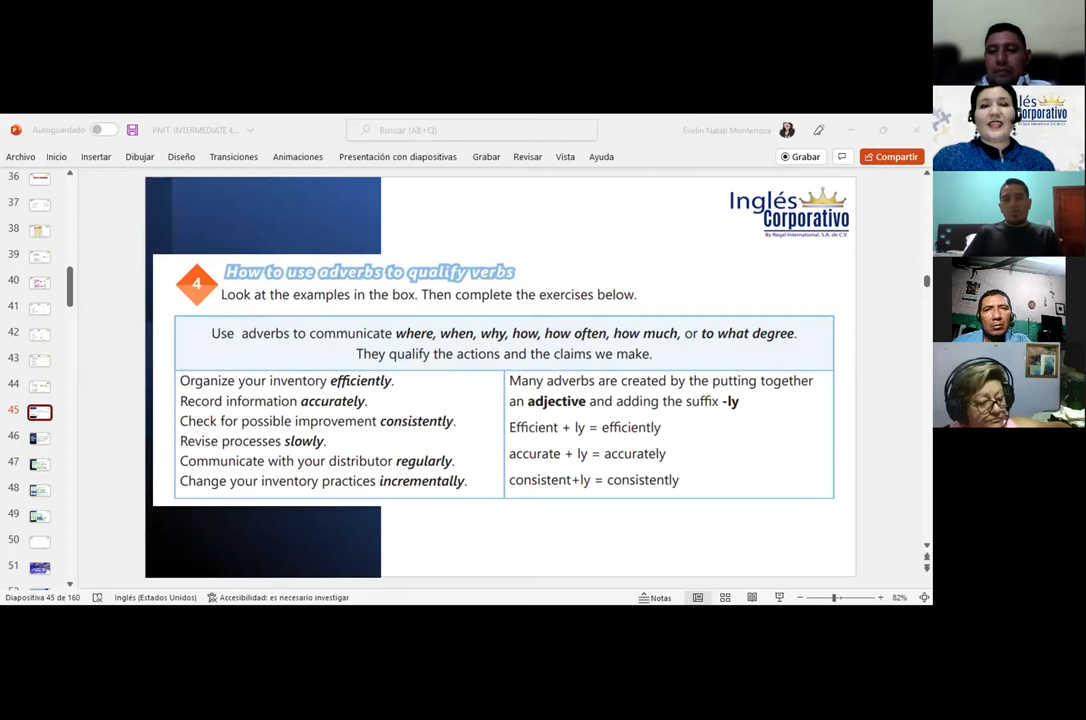 Autoguardado
PNIT INTERMEDIATE 4...
Buscar (Alt+Q)
Evelin Natali Monterroza
Archivo Inicio Insertar Dibujar Diseño Transiciones Animaciones Presentación con diapositivas Grabar Revisar Vista Ayuda
Grabar
Compartir
36
37
38
39
40
41
42
43
44
45
46
47
48
49
50
51
Inglés
Corporativo
By Regal International, S.A. de C.V.
4
How to use adverbs to qualify verbs
Look at the examples in the box. Then complete the exercises below.
Use adverbs to communicate where, when, why, how, how often, how much, or to what degree.
They qualify the actions and the claims we make.
Organize your inventory efficiently.
Record information accurately.
Check for possible improvement consistently.
Revise processes slowly.
Communicate with your distributor regularly.
Change your inventory practices incrementally.
Many adverbs are created by the putting together
an adjective and adding the suffix -ly
Efficient + ly = efficiently
accurate + ly = accurately
consistent+ly = consistently
Diapositiva 45 de 160
Inglés (Estados Unidos)
Accesibilidad: es necesario investigar
Notas
82%